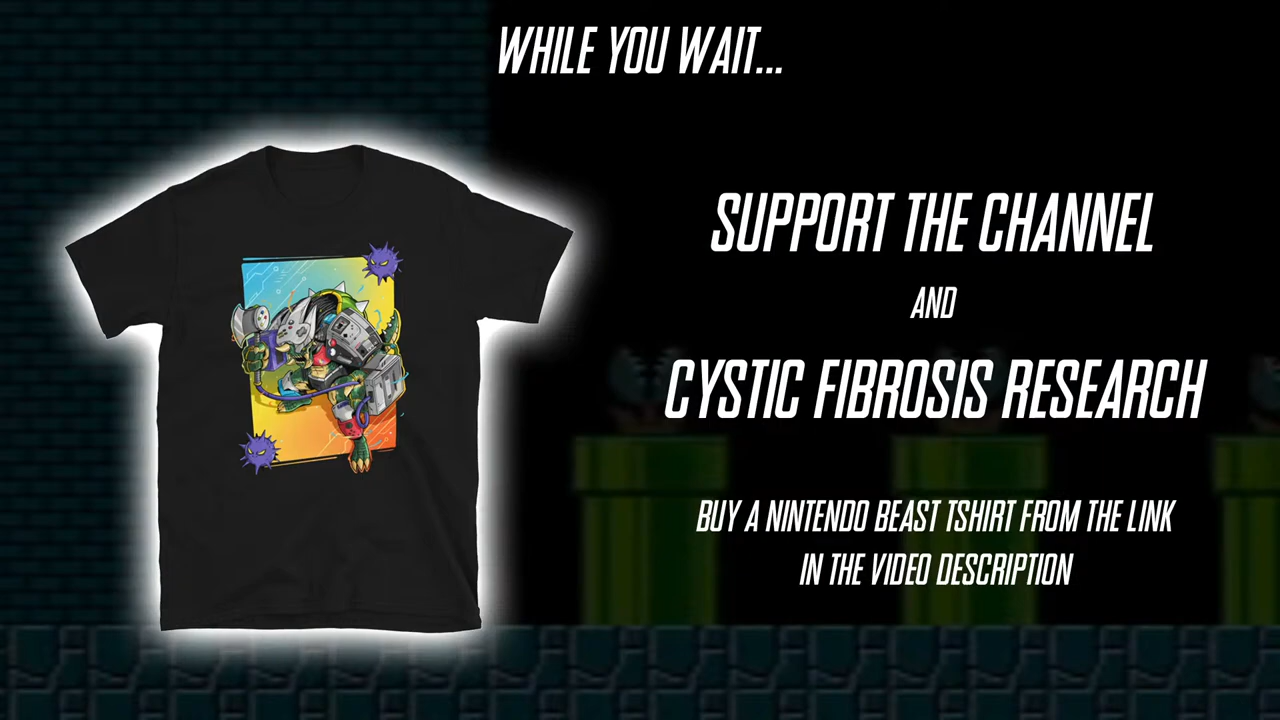 WHILE YOU WAIT...
SUPPORT THE CHANNEL
AND
CYSTIC FIBROSIS RESEARCH
BUY A NINTENDO BEAST TSHIRT FROM THE LINK
IN THE VIDEO DESCRIPTION